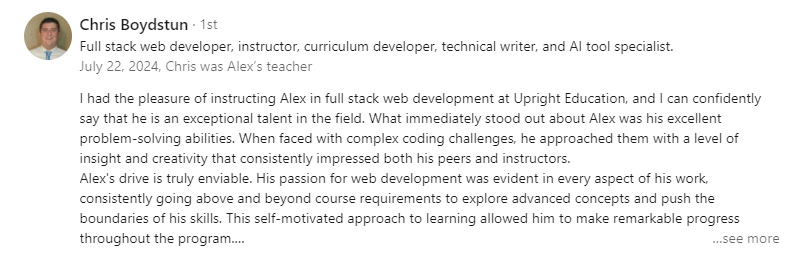 Chris Boydstun · 1st
Full stack web developer, instructor, curriculum developer, technical writer, and AI tool specialist.
July 22, 2024, Chris was Alex's teacher
I had the pleasure of instructing Alex in full stack web development at Upright Education, and I can confidently
say that he is an exceptional talent in the field. What immediately stood out about Alex was his excellent
problem-solving abilities. When faced with complex coding challenges, he approached them with a level of
insight and creativity that consistently impressed both his peers and instructors.
Alex's drive is truly enviable. His passion for web development was evident in every aspect of his work,
consistently going above and beyond course requirements to explore advanced concepts and push the
boundaries of his skills. This self-motivated approach to learning allowed him to make remarkable progress
throughout the program.... ...see more